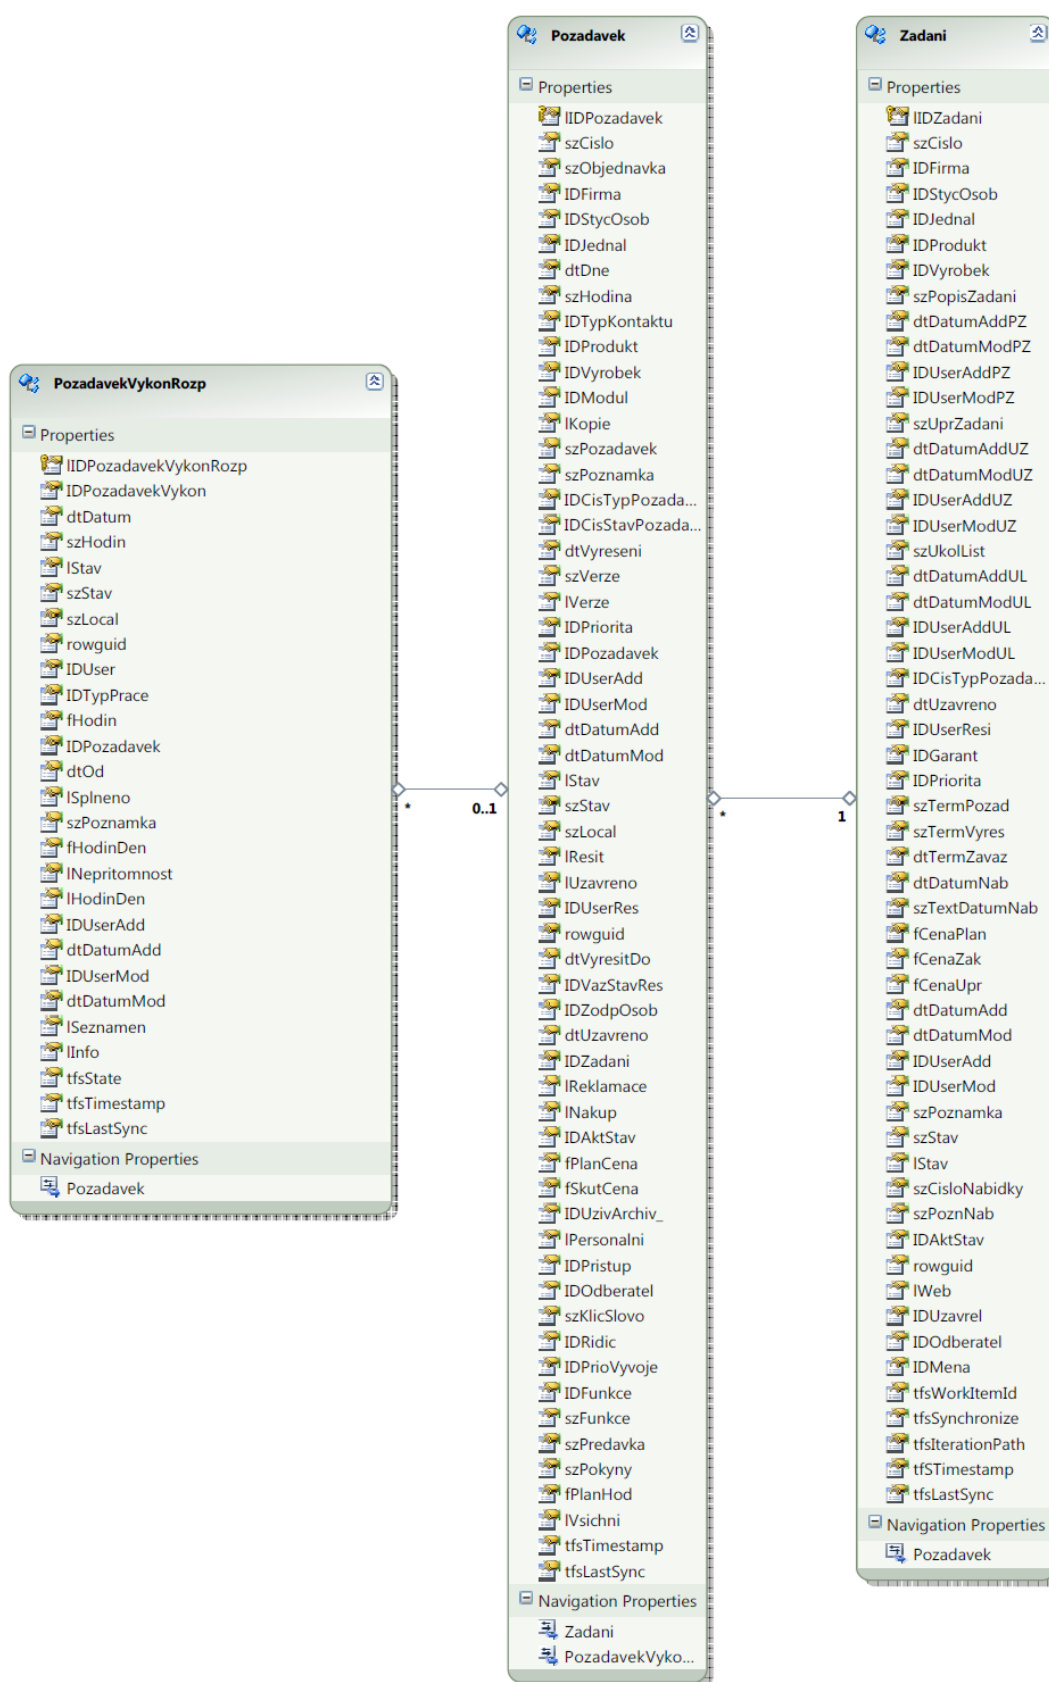 PozadavekVykonRozp
Properties
lIDPozadavekVykonRozp
IDPozadavekVykon
dtDatum
szHodin
lStav
szStav
szLocal
rowguid
IDUser
IDTypPrace
fHodin
IDPozadavek
dtOd
lSplneno
szPoznamka
fHodinDen
lNepritomnost
lHodinDen
IDUserAdd
dtDatumAdd
IDUserMod
dtDatumMod
lSeznamen
lInfo
tfsState
tfsTimestamp
tfsLastSync
Navigation Properties
Pozadavek
* 0..1
Pozadavek
Properties
lIDPozadavek
szCislo
szObjednavka
IDFirma
IDStycOsob
IDJednal
dtDne
szHodina
IDTypKontaktu
IDProdukt
IDVyrobek
IDModul
lKopie
szPozadavek
szPoznamka
IDCisTypPozada...
IDCisStavPozada...
dtVyreseni
szVerze
lVerze
IDPriorita
IDPozadavek
IDUserAdd
IDUserMod
dtDatumAdd
dtDatumMod
lStav
szStav
szLocal
lResit
lUzavreno
IDUserRes
rowguid
dtVyresitDo
IDVazStavRes
IDZodpOsob
dtUzavreno
IDZadani
lReklamace
lNakup
IDAktStav
fPlanCena
fSkutCena
IDUzivArchiv_
lPersonalni
IDPristup
IDOdberatel
szKlicSlovo
IDRidic
IDPrioVyvoje
IDFunkce
szFunkce
szPredavka
szPokyny
fPlanHod
lVsichni
tfsTimestamp
tfsLastSync
Navigation Properties
Zadani
PozadavekVyko...
* 1
Zadani
Properties
lIDZadani
szCislo
IDFirma
IDStycOsob
IDJednal
IDProdukt
IDVyrobek
szPopisZadani
dtDatumAddPZ
dtDatumModPZ
IDUserAddPZ
IDUserModPZ
szUprZadani
dtDatumAddUZ
dtDatumModUZ
IDUserAddUZ
IDUserModUZ
szUkolList
dtDatumAddUL
dtDatumModUL
IDUserAddUL
IDUserModUL
IDCisTypPozada...
dtUzavreno
IDUserResi
IDGarant
IDPriorita
szTermPozad
szTermVyres
dtTermZavaz
dtDatumNab
szTextDatumNab
fCenaPlan
fCenaZak
fCenaUpr
dtDatumAdd
dtDatumMod
IDUserAdd
IDUserMod
szPoznamka
szStav
lStav
szCisloNabidky
szPoznNab
IDAktStav
rowguid
lWeb
IDUzavrel
IDOdberatel
IDMena
tfsWorkItemId
tfsSynchronize
tfsIterationPath
tfSTimestamp
tfsLastSync
Navigation Properties
Pozadavek